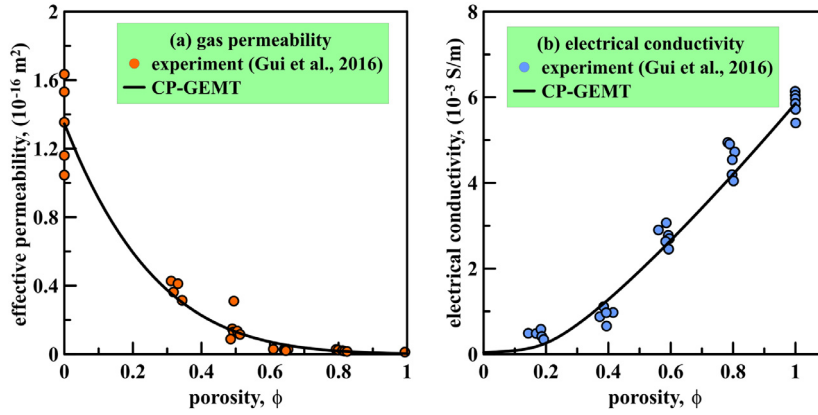 (a) gas permeability
experiment (Gui et al., 2016)
CP-GEMT
effective permeability, (10⁻¹⁶ m²)
1.6
1.2
0.8
0.4
0
0 0.2 0.4 0.6 0.8 1
porosity, ϕ
(b) electrical conductivity
experiment (Gui et al., 2016)
CP-GEMT
electrical conductivity, (10⁻³ S/m)
8
6
4
2
0
0 0.2 0.4 0.6 0.8 1
porosity, ϕ